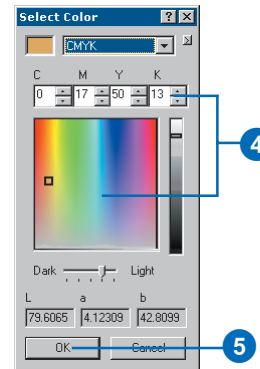 Select Color ? X
CMYK
C M Y K
0 17 50 13
4
Dark Light
L a b
79.6065 4.12309 42.8099
OK Cancel
5